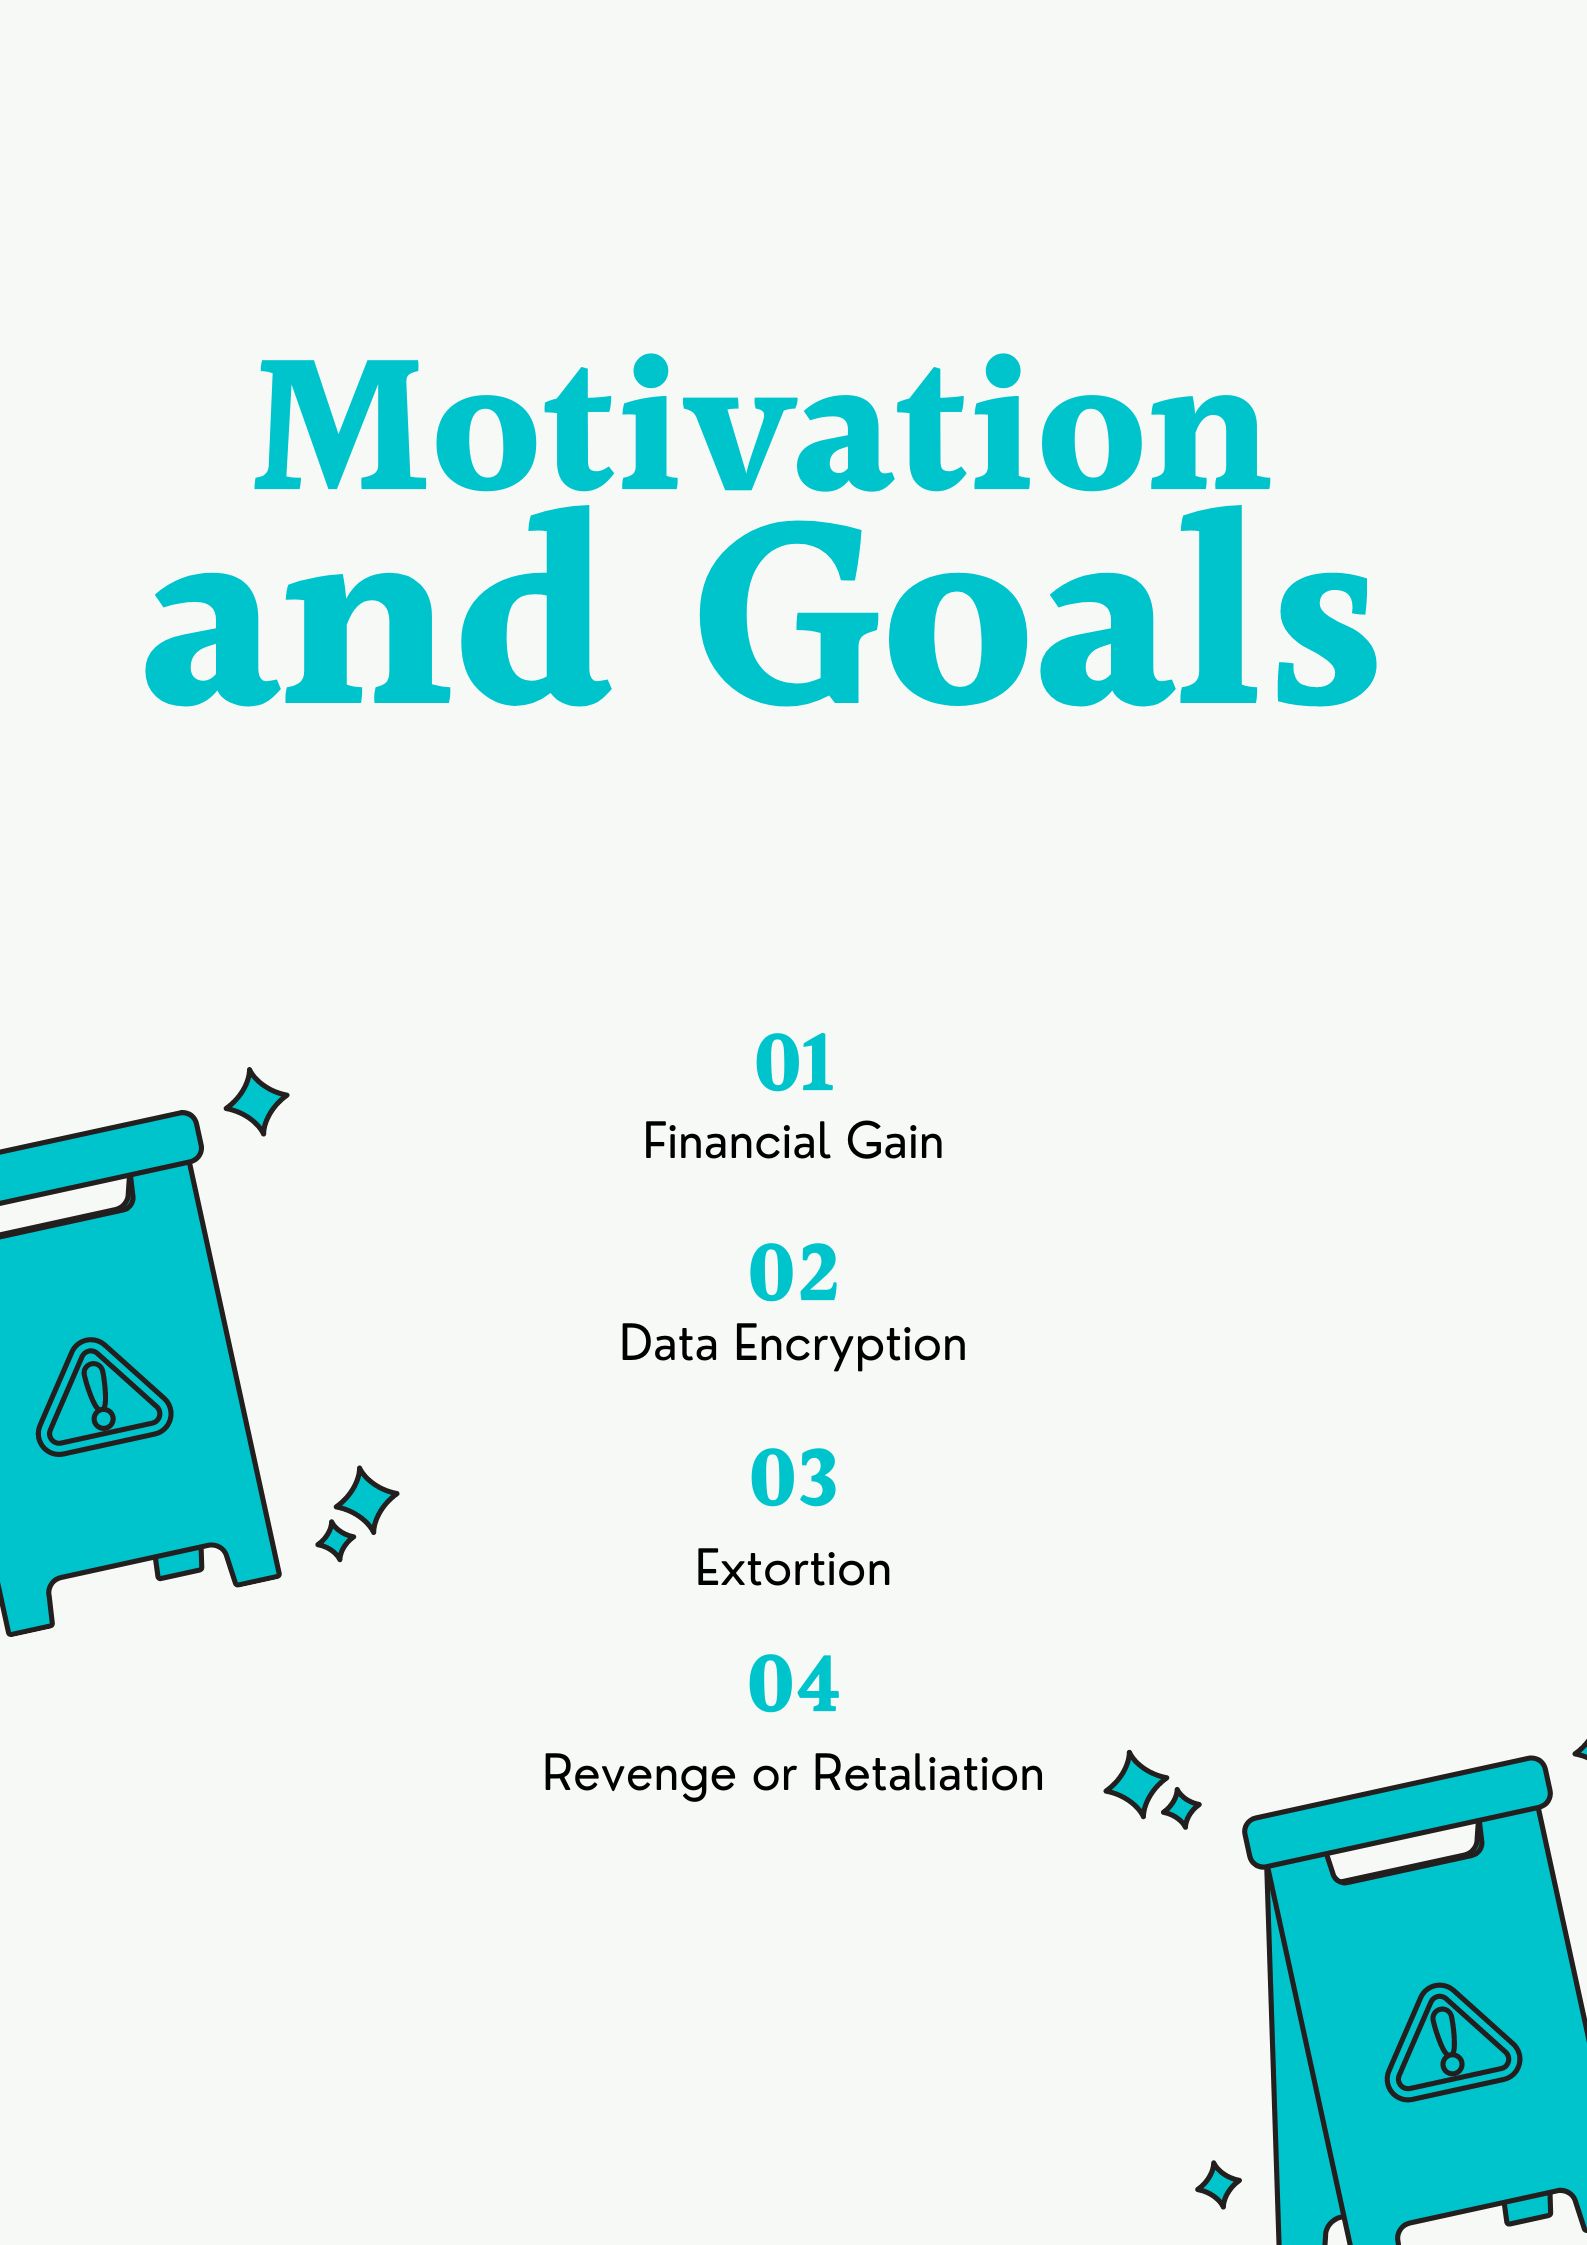 Motivation
and Goals
01
Financial Gain
02
Data Encryption
03
Extortion
04
Revenge or Retaliation